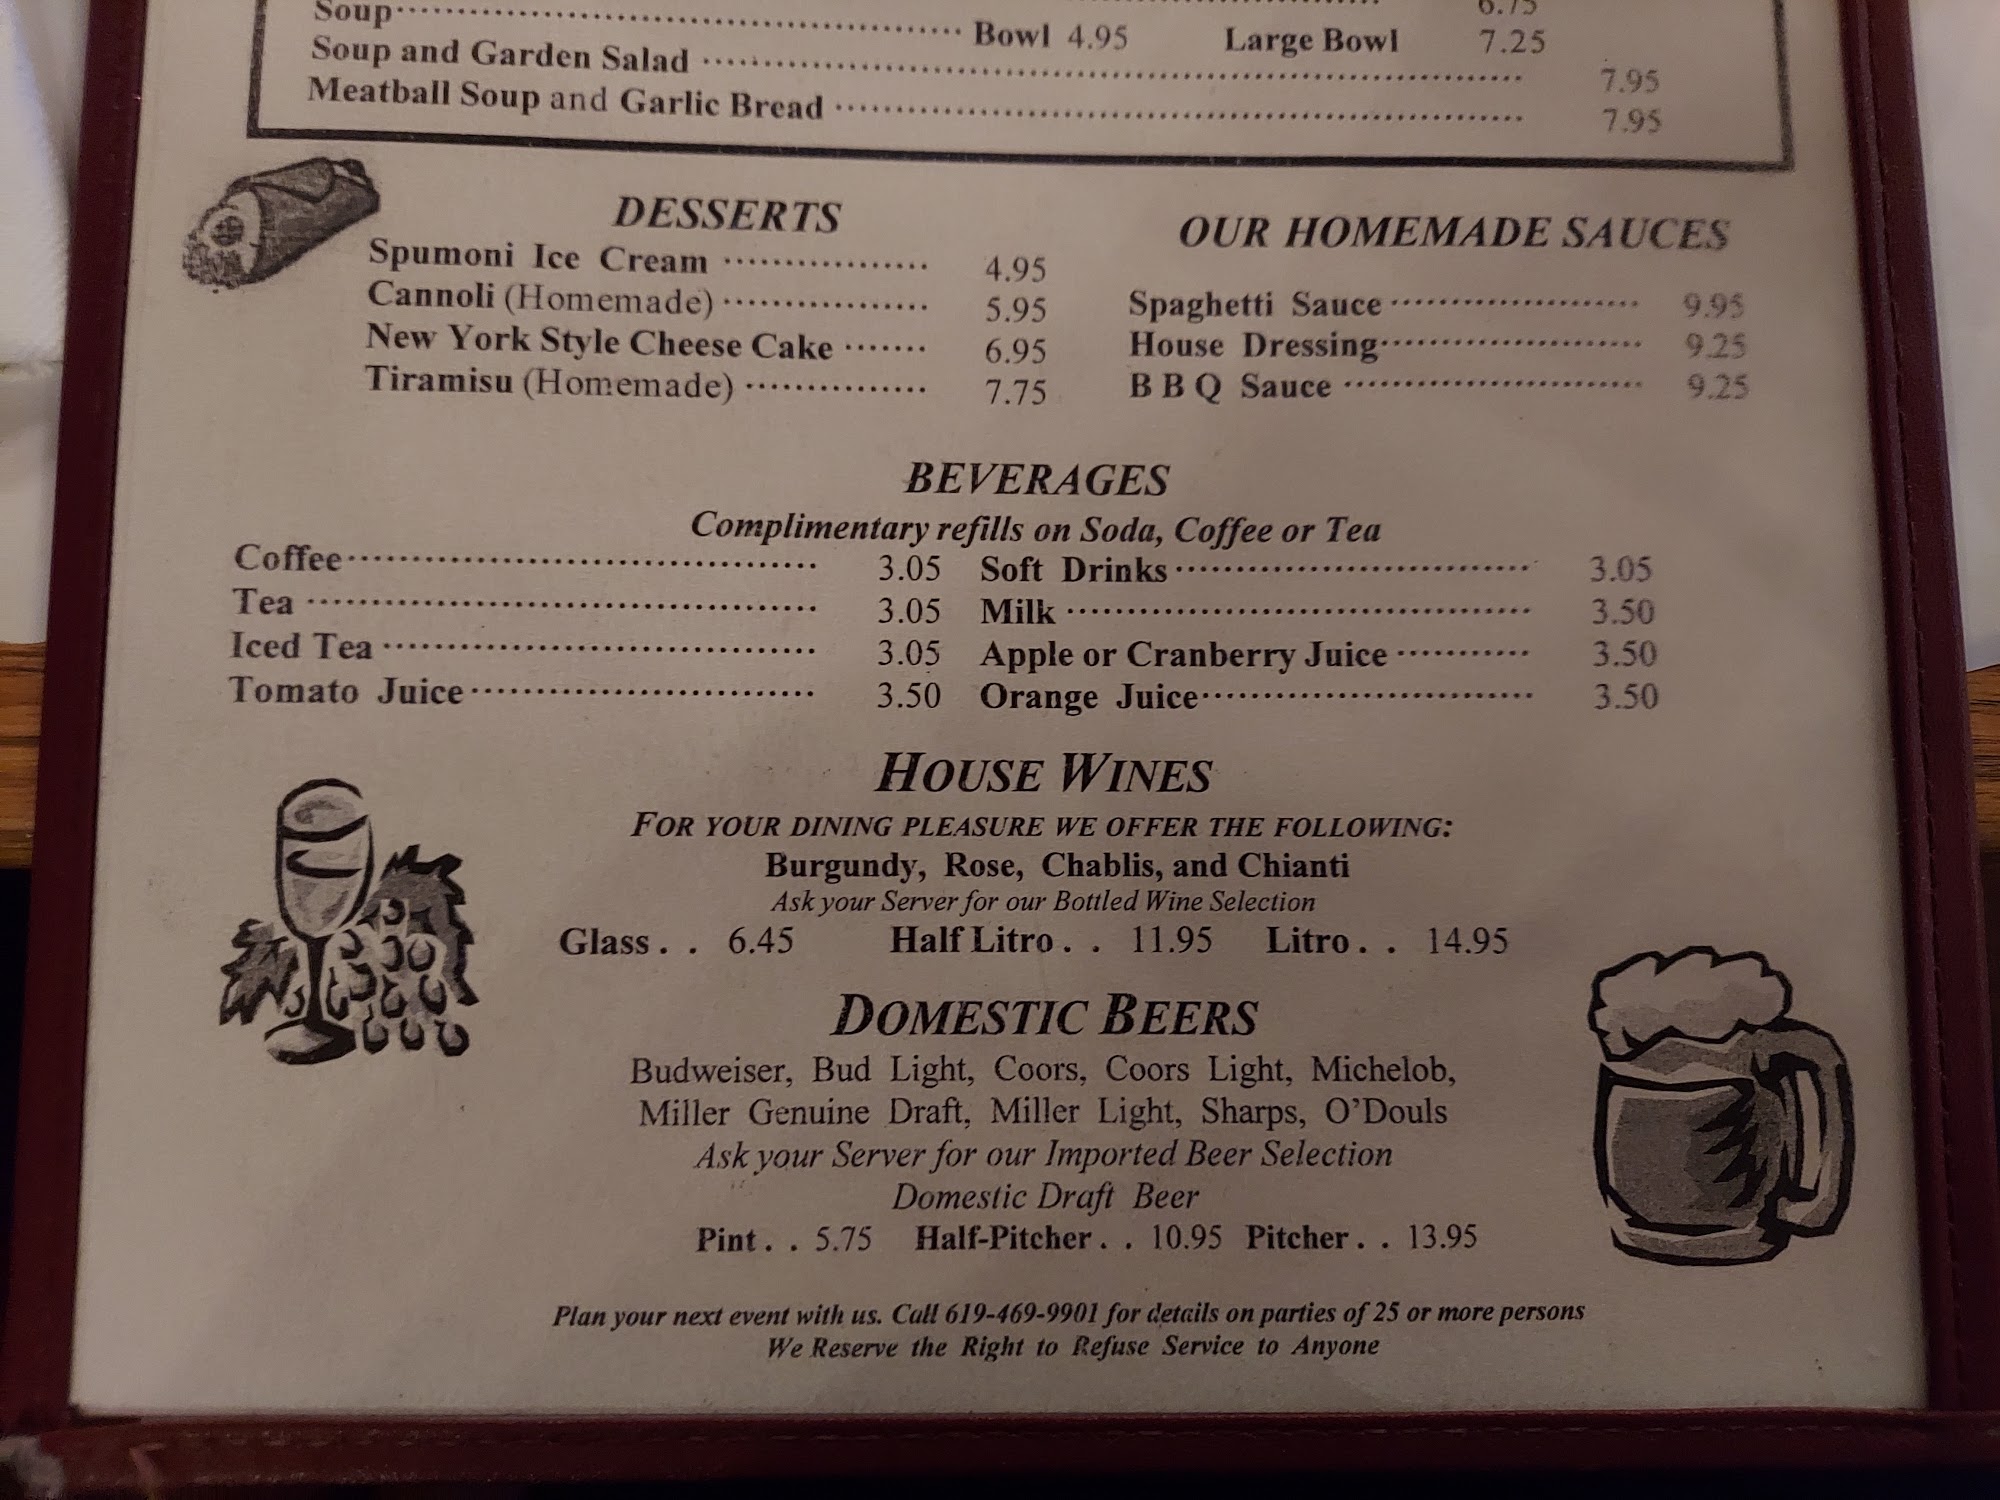 6.75
Soup Bowl 4.95 Large Bowl 7.25
Soup and Garden Salad 7.95
Meatball Soup and Garlic Bread 7.95
DESSERTS
Spumoni Ice Cream 4.95
Cannoli (Homemade) 5.95
New York Style Cheese Cake 6.95
Tiramisu (Homemade) 7.75
OUR HOMEMADE SAUCES
Spaghetti Sauce 9.95
House Dressing 9.25
B B Q Sauce 9.25
BEVERAGES
Complimentary refills on Soda, Coffee or Tea
Coffee 3.05 Soft Drinks 3.05
Tea 3.05 Milk 3.50
Iced Tea 3.05 Apple or Cranberry Juice 3.50
Tomato Juice 3.50 Orange Juice 3.50
HOUSE WINES
FOR YOUR DINING PLEASURE WE OFFER THE FOLLOWING:
Burgundy, Rose, Chablis, and Chianti
Ask your Server for our Bottled Wine Selection
Glass . . 6.45 Half Litro . . 11.95 Litro . . 14.95
DOMESTIC BEERS
Budweiser, Bud Light, Coors, Coors Light, Michelob,
Miller Genuine Draft, Miller Light, Sharps, O'Douls
Ask your Server for our Imported Beer Selection
Domestic Draft Beer
Pint . . 5.75 Half-Pitcher . . 10.95 Pitcher . . 13.95
Plan your next event with us. Call 619-469-9901 for details on parties of 25 or more persons
We Reserve the Right to Refuse Service to Anyone